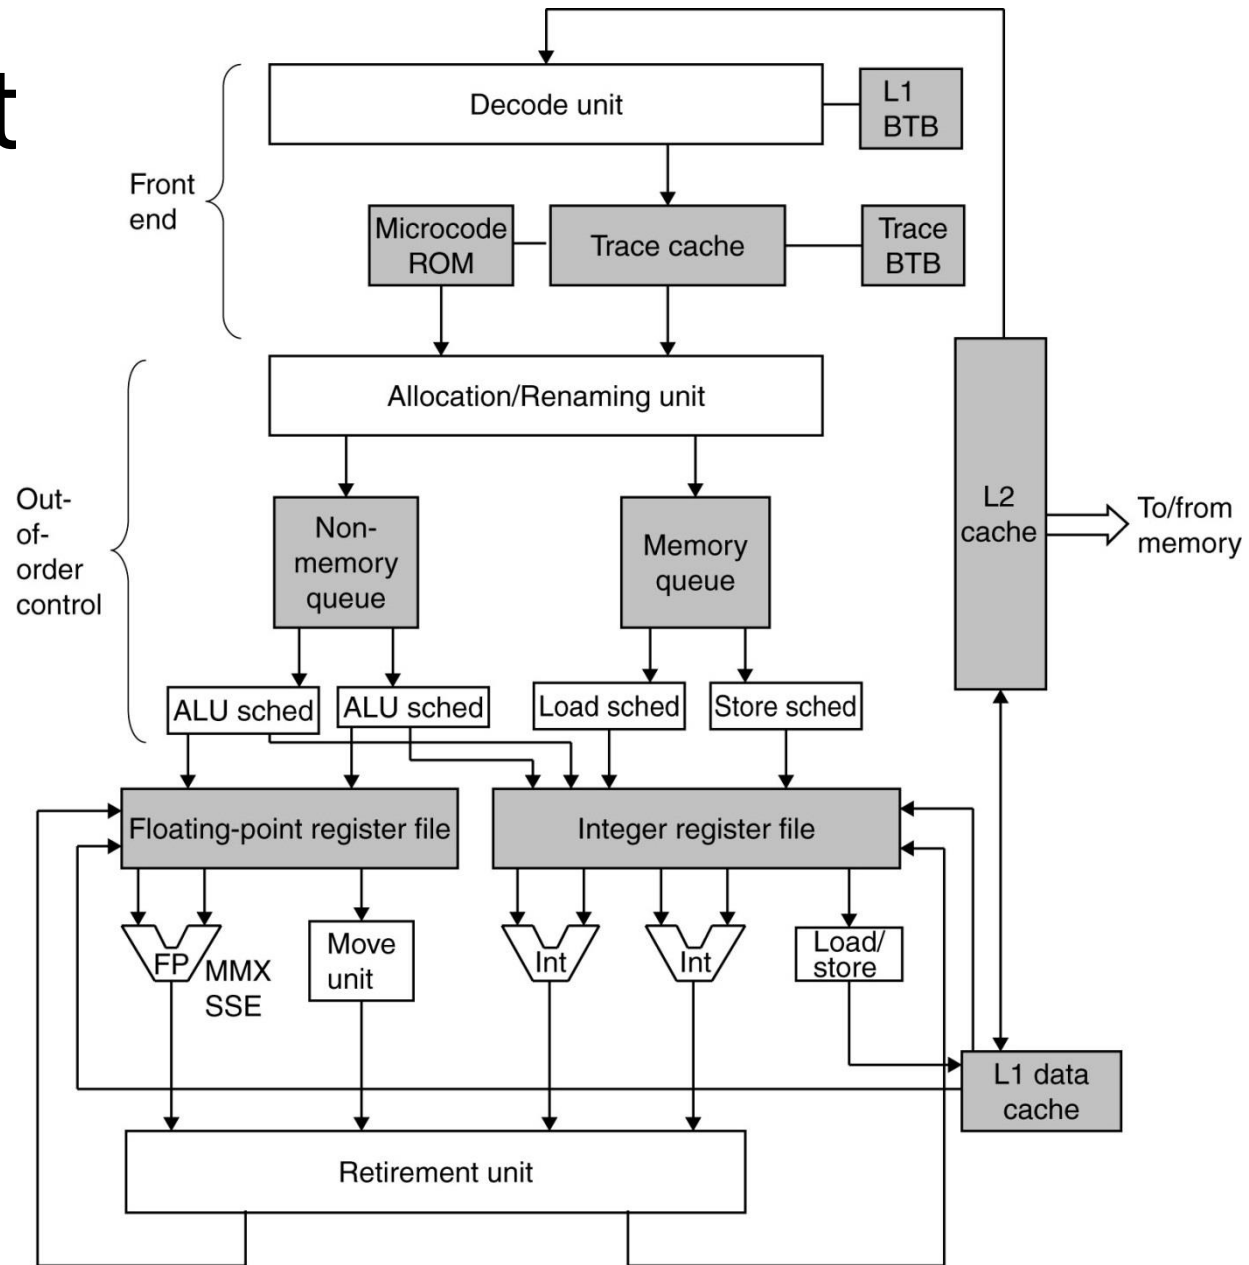 t
Decode unit
L1
BTB
Front
end
Microcode
ROM
Trace cache
Trace
BTB
Allocation/Renaming unit
Out-
of-
order
control
Non-
memory
queue
Memory
queue
L2
cache
To/from
memory
ALU sched
ALU sched
Load sched
Store sched
Floating-point register file
Integer register file
FP
MMX
SSE
Move
unit
Int
Int
Load/
store
L1 data
cache
Retirement unit